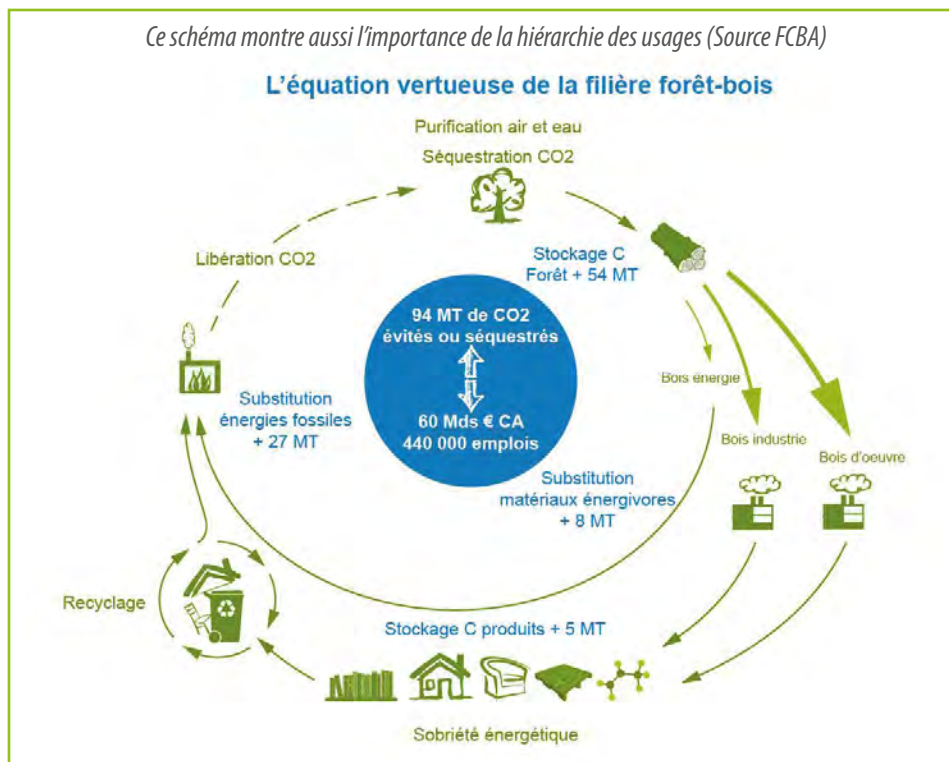 Ce schéma montre aussi l'importance de la hiérarchie des usages (Source FCBA)
L'équation vertueuse de la filière forêt-bois
Purification air et eau
Séquestration CO2
Libération CO2
Stockage C
Forêt + 54 MT
94 MT de CO2
évités ou séquestrés
60 Mds € CA
440 000 emplois
Bois énergie
Substitution
énergies fossiles
+ 27 MT
Bois industrie
Bois d'oeuvre
Substitution
matériaux énergivores
+ 8 MT
Recyclage
Stockage C produits + 5 MT
Sobriété énergétique